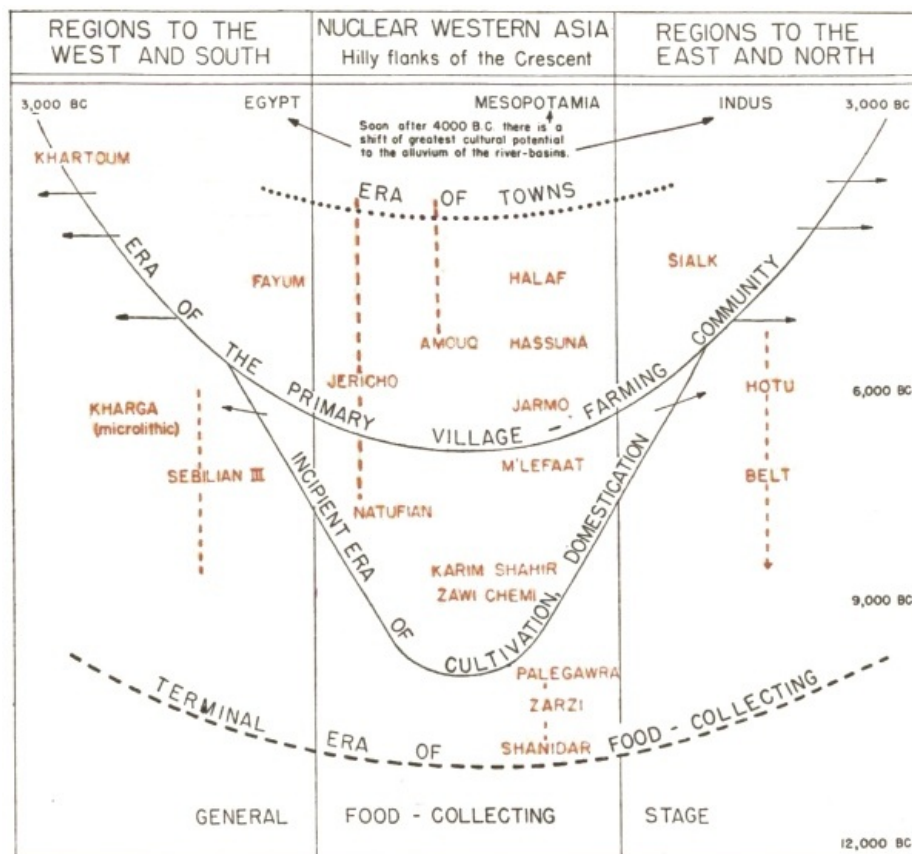 REGIONS TO THE
WEST AND SOUTH
NUCLEAR WESTERN ASIA
Hilly flanks of the Crescent
REGIONS TO THE
EAST AND NORTH
3,000 BC
EGYPT
MESOPOTAMIA
INDUS
3,000 BC
Soon after 4000 B.C. there is a
shift of greatest cultural potential
to the alluvium of the river-basins.
KHARTOUM
ERA OF TOWNS
FAYUM
HALAF
SIALK
AMOUQ
HASSUNA
JERICHO
JARMO
HOTU
6,000 BC
ERA OF THE PRIMARY VILLAGE - FARMING COMMUNITY
KHARGA
(microlithic)
SEBILIAN III
M'LEFAAT
BELT
NATUFIAN
KARIM SHAHIR
ZAWI CHEMI
9,000 BC
INCIPIENT ERA OF CULTIVATION, DOMESTICATION
PALEGAWRA
ZARZI
SHANIDAR
TERMINAL ERA OF FOOD - COLLECTING
GENERAL FOOD - COLLECTING STAGE
12,000 BC